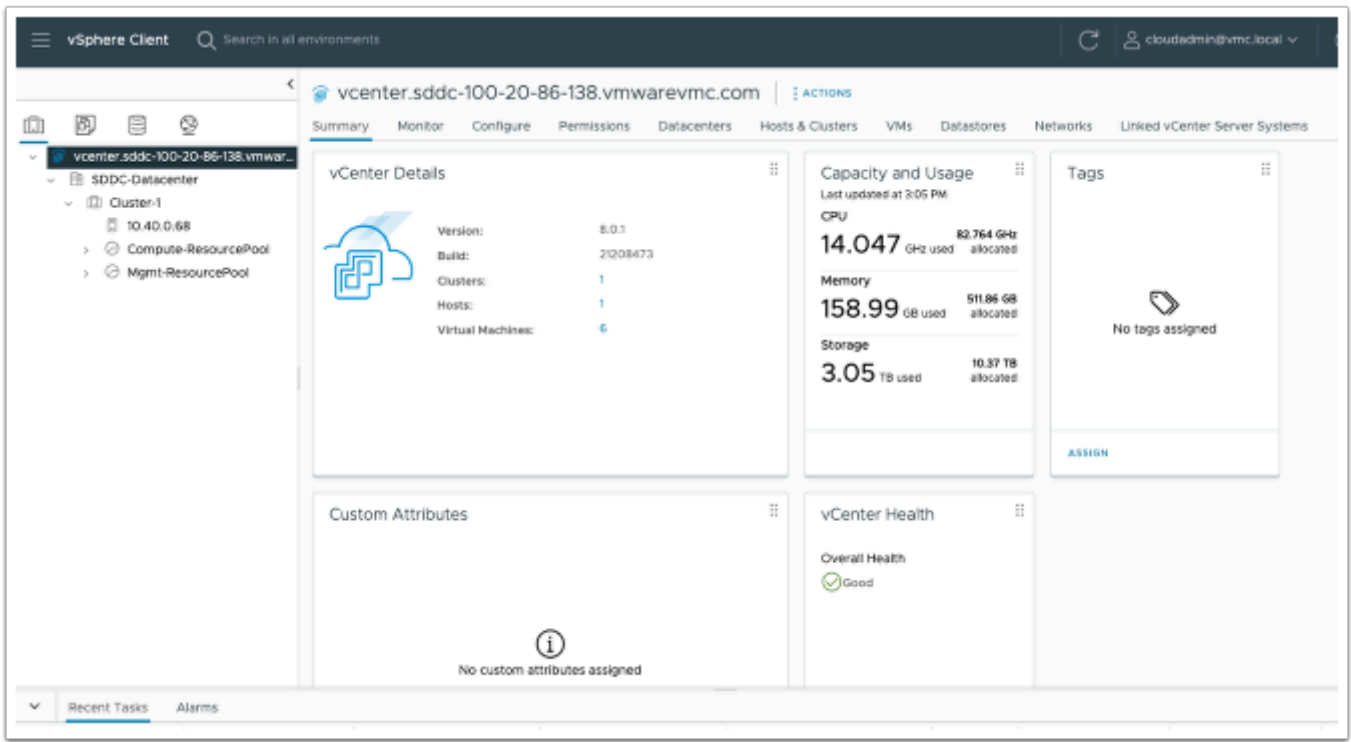 vSphere Client
Search in all environments
cloudadmin@vmc.local
vcenter.sddc-100-20-86-138.vmwar...
SDDC-Datacenter
Cluster-1
10.40.0.68
Compute-ResourcePool
Mgmt-ResourcePool
vcenter.sddc-100-20-86-138.vmwarevmc.com
ACTIONS
Summary Monitor Configure Permissions Datacenters Hosts & Clusters VMs Datastores Networks Linked vCenter Server Systems
vCenter Details
Version: 8.0.1
Build: 21208473
Clusters: 1
Hosts: 1
Virtual Machines: 6
Capacity and Usage
Last updated at 3:05 PM
CPU
14.047 GHz used 82.764 GHz allocated
Memory
158.99 GB used 511.86 GB allocated
Storage
3.05 TB used 10.37 TB allocated
Tags
No tags assigned
ASSIGN
Custom Attributes
No custom attributes assigned
vCenter Health
Overall Health
Good
Recent Tasks Alarms